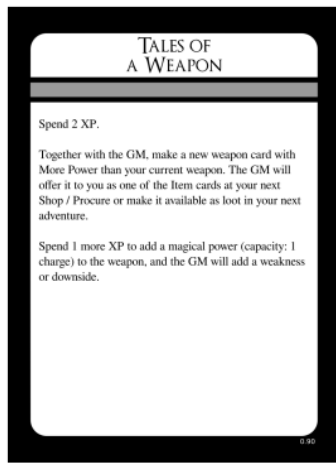 TALES OF
A WEAPON
Spend 2 XP.
Together with the GM, make a new weapon card with
More Power than your current weapon. The GM will
offer it to you as one of the Item cards at your next
Shop / Procure or make it available as loot in your next
adventure.
Spend 1 more XP to add a magical power (capacity: 1
charge) to the weapon, and the GM will add a weakness
or downside.
0.90